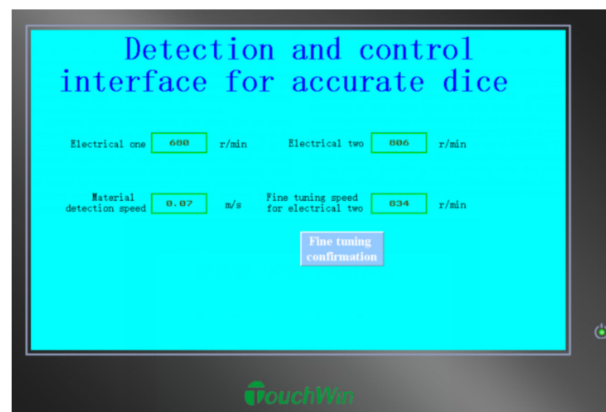 Detection and control
interface for accurate dice
Electrical one 680 r/min Electrical two 806 r/min
Material detection speed 0.07 m/s Fine tuning speed for electrical two 834 r/min
Fine tuning
confirmation
TouchWin